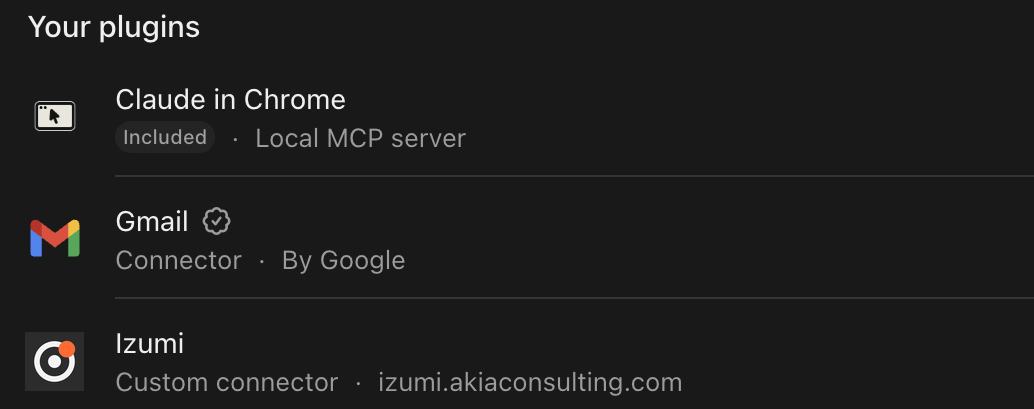 Your plugins
Claude in Chrome
Included · Local MCP server
Gmail
Connector · By Google
Izumi
Custom connector · izumi.akiaconsulting.com